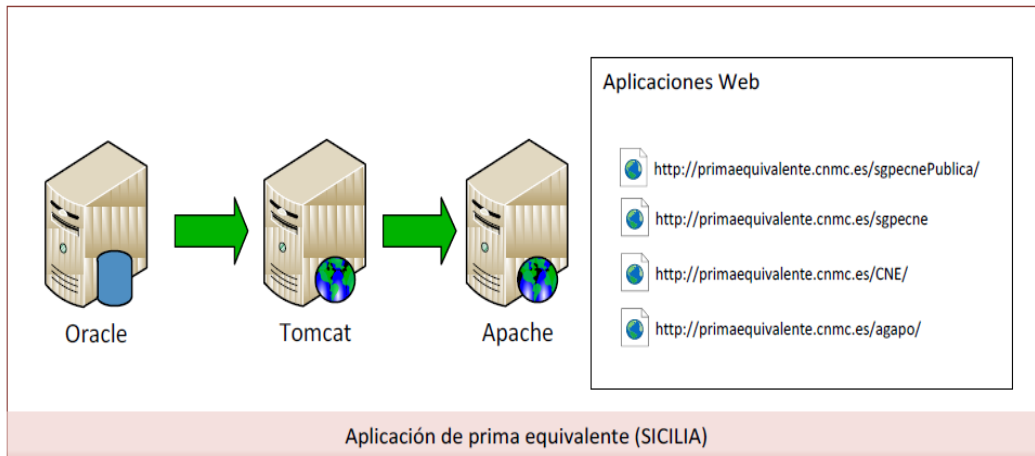 Aplicaciones Web
http://primaequivalente.cnmc.es/sgpecnePublica/
http://primaequivalente.cnmc.es/sgpecne
http://primaequivalente.cnmc.es/CNE/
http://primaequivalente.cnmc.es/agapo/
Oracle
Tomcat
Apache
Aplicación de prima equivalente (SICILIA)